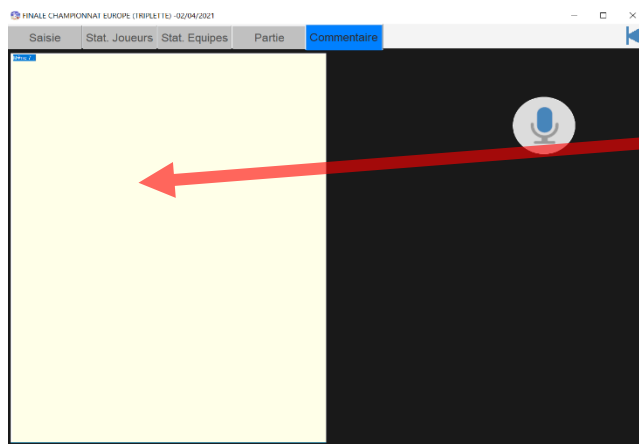 FINALE CHAMPIONNAT EUROPE (TRIPLETTE) -02/04/2021
Saisie Stat. Joueurs Stat. Equipes Partie Commentaire